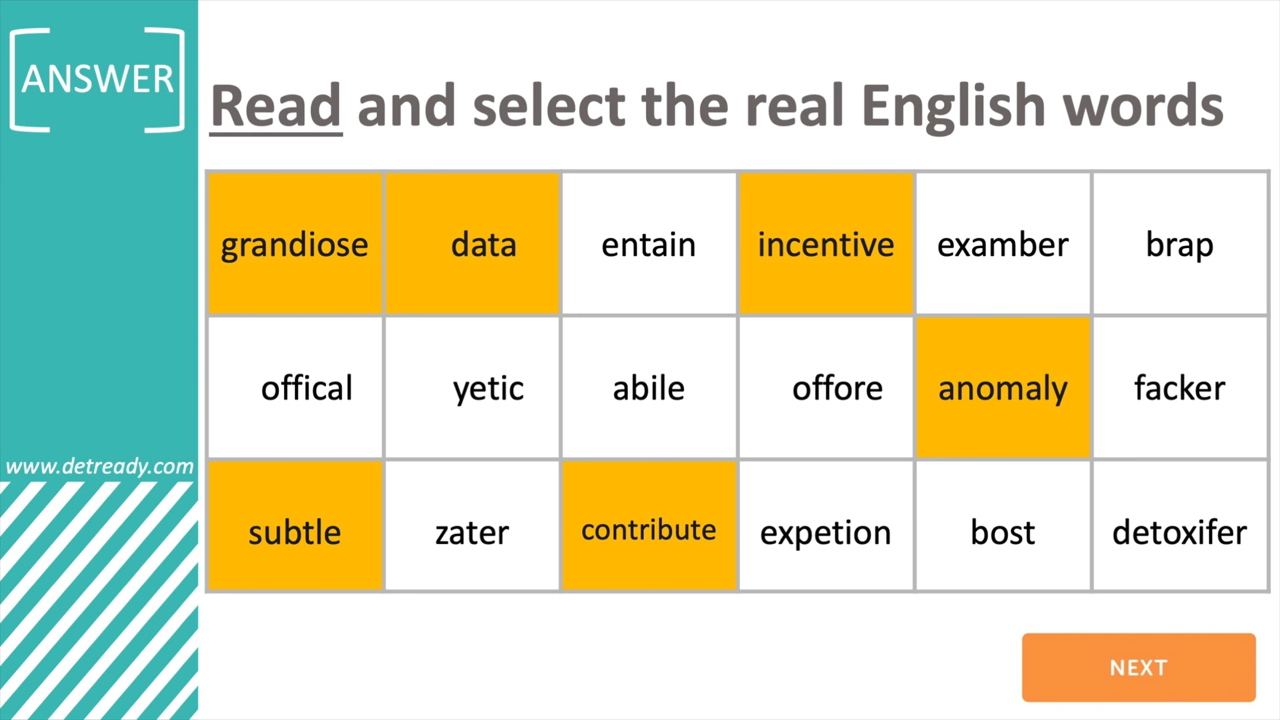 ANSWER
Read and select the real English words
grandiose data entain incentive examber brap
offical yetic abile offore anomaly facker
www.detready.com
subtle zater contribute expetion bost detoxifer
NEXT